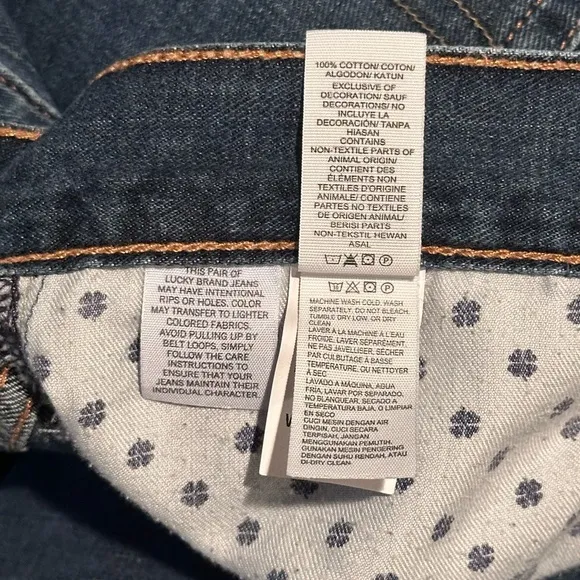 100% COTTON/ COTON/
ALGODON/ KATUN
EXCLUSIVE OF
DECORATION/ SAUF
DECORATIONS/ NO
INCLUYE LA
DECORACIÓN/ TANPA
HIASAN
CONTAINS
NON-TEXTILE PARTS OF
ANIMAL ORIGIN/
CONTIENT DES
ÉLÉMENTS NON
TEXTILES D'ORIGINE
ANIMALE/ CONTIENE
PARTES NO TEXTILES
DE ORIGEN ANIMAL/
BERISI PARTS
NON-TEKSTIL HEWAN
ASAL
THIS PAIR OF
LUCKY BRAND JEANS
MAY HAVE INTENTIONAL
RIPS OR HOLES. COLOR
MAY TRANSFER TO LIGHTER
COLORED FABRICS.
AVOID PULLING UP BY
BELT LOOPS, SIMPLY
FOLLOW THE CARE
INSTRUCTIONS TO
ENSURE THAT YOUR
JEANS MAINTAIN THEIR
INDIVIDUAL CHARACTER.
MACHINE WASH COLD. WASH
SEPARATELY. DO NOT BLEACH.
TUMBLE DRY LOW. OR DRY
CLEAN
LAVER À LA MACHINE À L'EAU
FROIDE. LAVER SÉPARÉMENT.
NE PAS JAVELLISER. SÉCHER
PAR CULBUTAGE À BASSE
TEMPÉRATURE. OU NETTOYER
À SEC
LAVADO A MÁQUINA, AGUA
FRÍA, LAVAR POR SEPARADO.
NO BLANQUEAR. SECADO A
TEMPERATURA BAJA. O LIMPIAR
EN SECO
CUCI MESIN DENGAN AIR
DINGIN, CUCI SECARA
TERPISAH, JANGAN
MENGGUNAKAN PEMUTIH.
GUNAKAN MESIN PENGERING
DENGAN SUHU RENDAH, ATAU
DI-DRY CLEAN